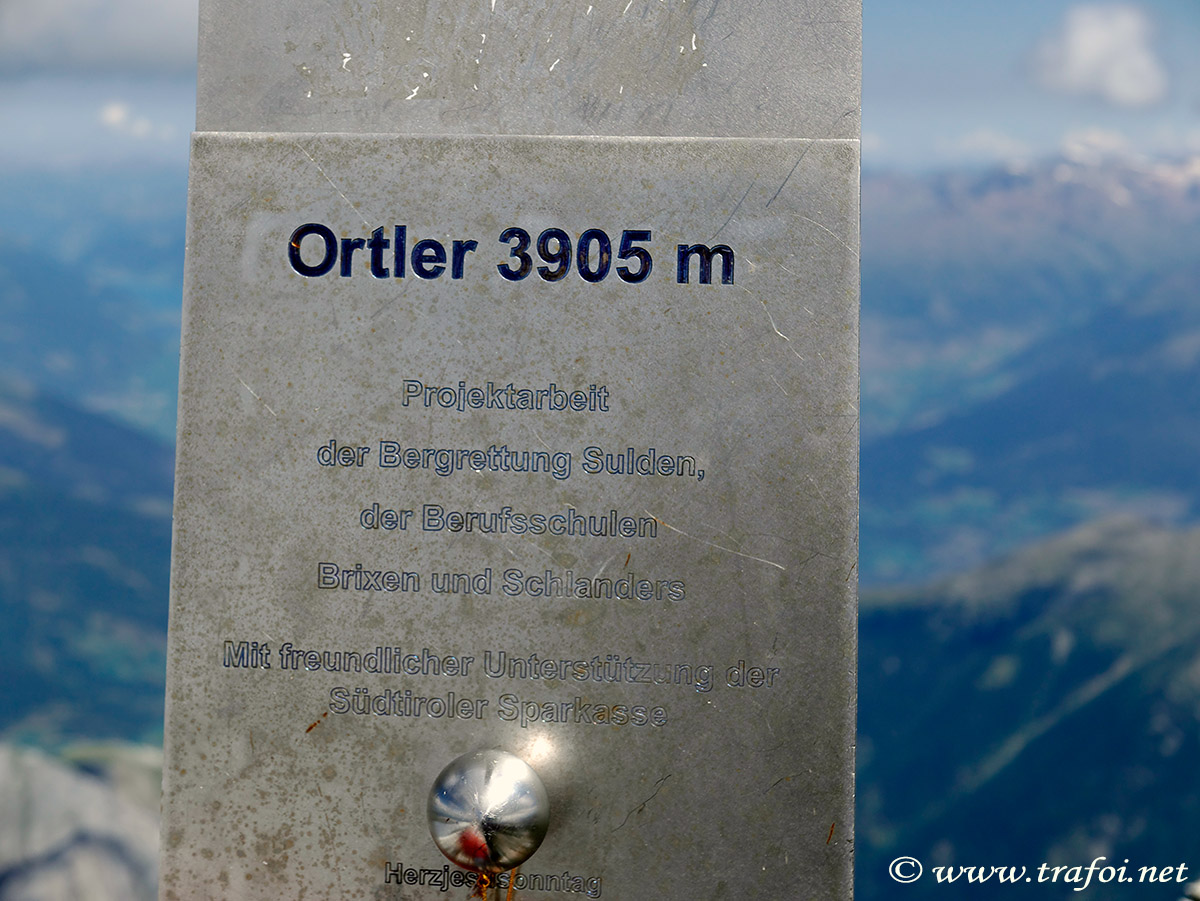 Ortler 3905 m
Projektarbeit
der Bergrettung Sulden,
der Berufsschulen
Brixen und Schlanders
Mit freundlicher Unterstützung der
Südtiroler Sparkasse
Herzjesusonntag
© www.trafoi.net